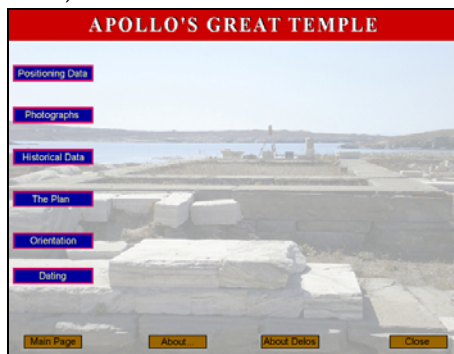 APOLLO'S GREAT TEMPLE
Positioning Data
Photographs
Historical Data
The Plan
Orientation
Dating
Main Page
About...
About Delos
Close